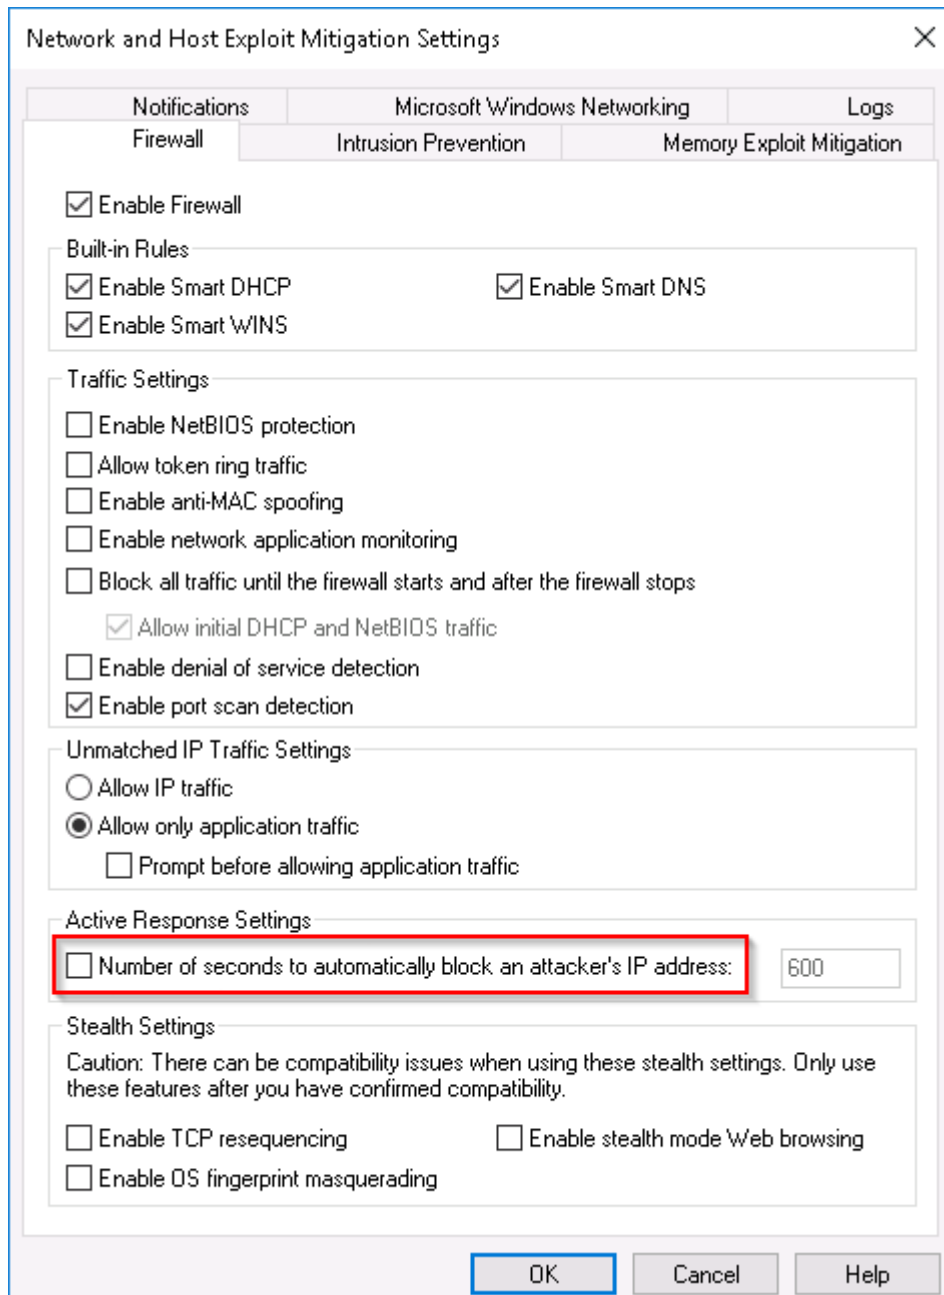 Network and Host Exploit Mitigation Settings
Notifications
Microsoft Windows Networking
Logs
Firewall
Intrusion Prevention
Memory Exploit Mitigation
Enable Firewall
Built-in Rules
Enable Smart DHCP
Enable Smart DNS
Enable Smart WINS
Traffic Settings
Enable NetBIOS protection
Allow token ring traffic
Enable anti-MAC spoofing
Enable network application monitoring
Block all traffic until the firewall starts and after the firewall stops
Allow initial DHCP and NetBIOS traffic
Enable denial of service detection
Enable port scan detection
Unmatched IP Traffic Settings
Allow IP traffic
Allow only application traffic
Prompt before allowing application traffic
Active Response Settings
Number of seconds to automatically block an attacker's IP address:
600
Stealth Settings
Caution: There can be compatibility issues when using these stealth settings. Only use
these features after you have confirmed compatibility.
Enable TCP resequencing
Enable stealth mode Web browsing
Enable OS fingerprint masquerading
OK
Cancel
Help